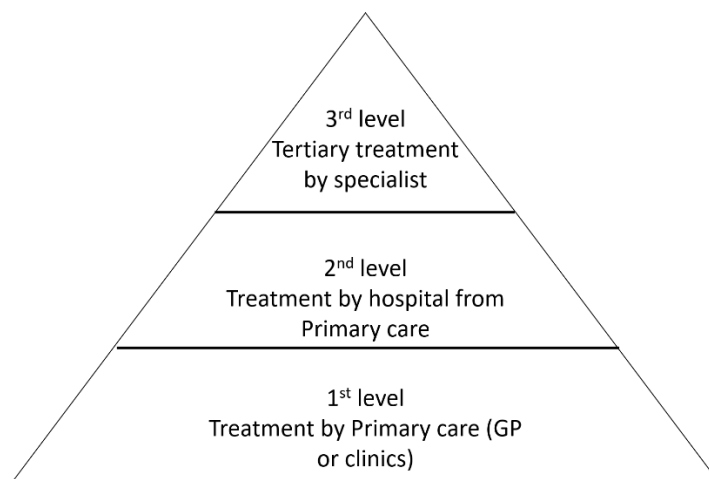 3rd level
Tertiary treatment
by specialist
2nd level
Treatment by hospital from
Primary care
1st level
Treatment by Primary care (GP
or clinics)